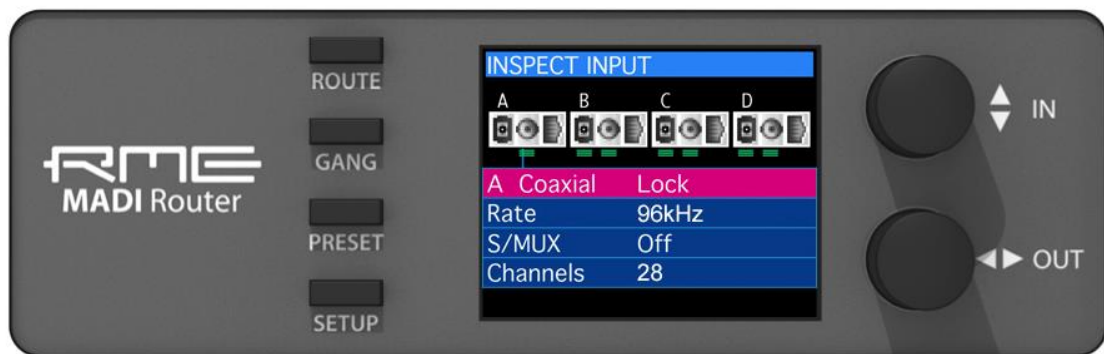 RME
MADI Router
ROUTE
GANG
PRESET
SETUP
INSPECT INPUT
A B C D
A Coaxial Lock
Rate 96kHz
S/MUX Off
Channels 28
IN
OUT